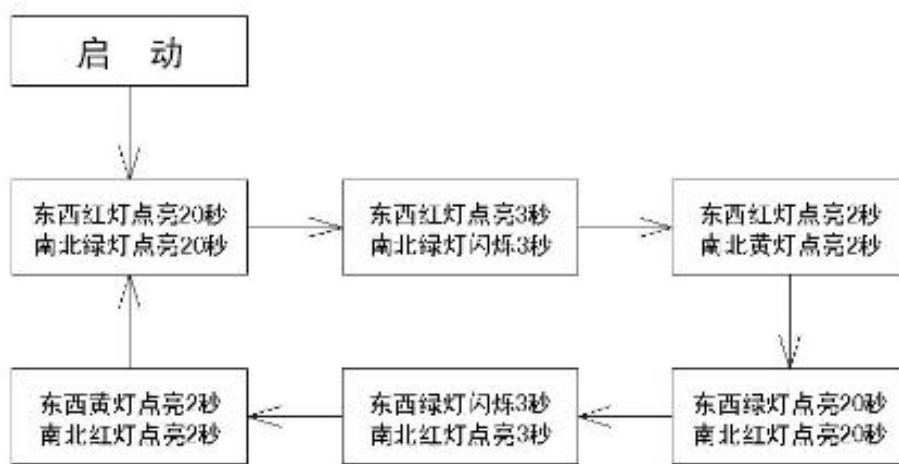 启 动
东西红灯点亮20秒
南北绿灯点亮20秒
东西红灯点亮3秒
南北绿灯闪烁3秒
东西红灯点亮2秒
南北黄灯点亮2秒
东西黄灯点亮2秒
南北红灯点亮2秒
东西绿灯闪烁3秒
南北红灯点亮3秒
东西绿灯点亮20秒
南北红灯点亮20秒